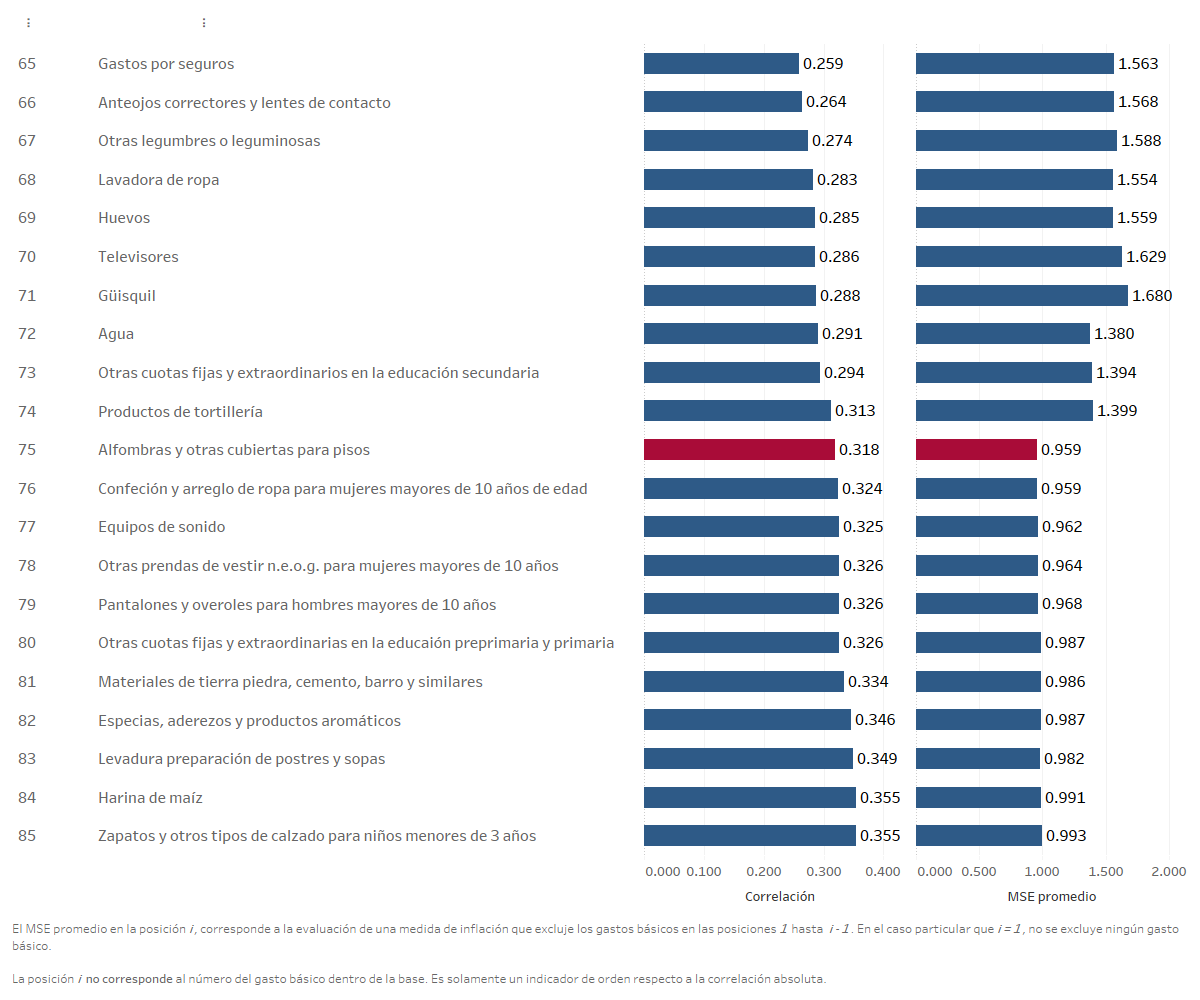 ⋮ ⋮
65 Gastos por seguros 0.259 1.563
66 Anteojos correctores y lentes de contacto 0.264 1.568
67 Otras legumbres o leguminosas 0.274 1.588
68 Lavadora de ropa 0.283 1.554
69 Huevos 0.285 1.559
70 Televisores 0.286 1.629
71 Güisquil 0.288 1.680
72 Agua 0.291 1.380
73 Otras cuotas fijas y extraordinarios en la educación secundaria 0.294 1.394
74 Productos de tortillería 0.313 1.399
75 Alfombras y otras cubiertas para pisos 0.318 0.959
76 Confeción y arreglo de ropa para mujeres mayores de 10 años de edad 0.324 0.959
77 Equipos de sonido 0.325 0.962
78 Otras prendas de vestir n.e.o.g. para mujeres mayores de 10 años 0.326 0.964
79 Pantalones y overoles para hombres mayores de 10 años 0.326 0.968
80 Otras cuotas fijas y extraordinarias en la educaión preprimaria y primaria 0.326 0.987
81 Materiales de tierra piedra, cemento, barro y similares 0.334 0.986
82 Especias, aderezos y productos aromáticos 0.346 0.987
83 Levadura preparación de postres y sopas 0.349 0.982
84 Harina de maíz 0.355 0.991
85 Zapatos y otros tipos de calzado para niños menores de 3 años 0.355 0.993
0.000 0.100 0.200 0.300 0.400 0.000 0.500 1.000 1.500 2.000
Correlación MSE promedio
El MSE promedio en la posición i, corresponde a la evaluación de una medida de inflación que excluje los gastos básicos en las posiciones 1 hasta i-1. En el caso particular que i=1, no se excluye ningún gasto
básico.
La posición i no corresponde al número del gasto básico dentro de la base. Es solamente un indicador de orden respecto a la correlación absoluta.